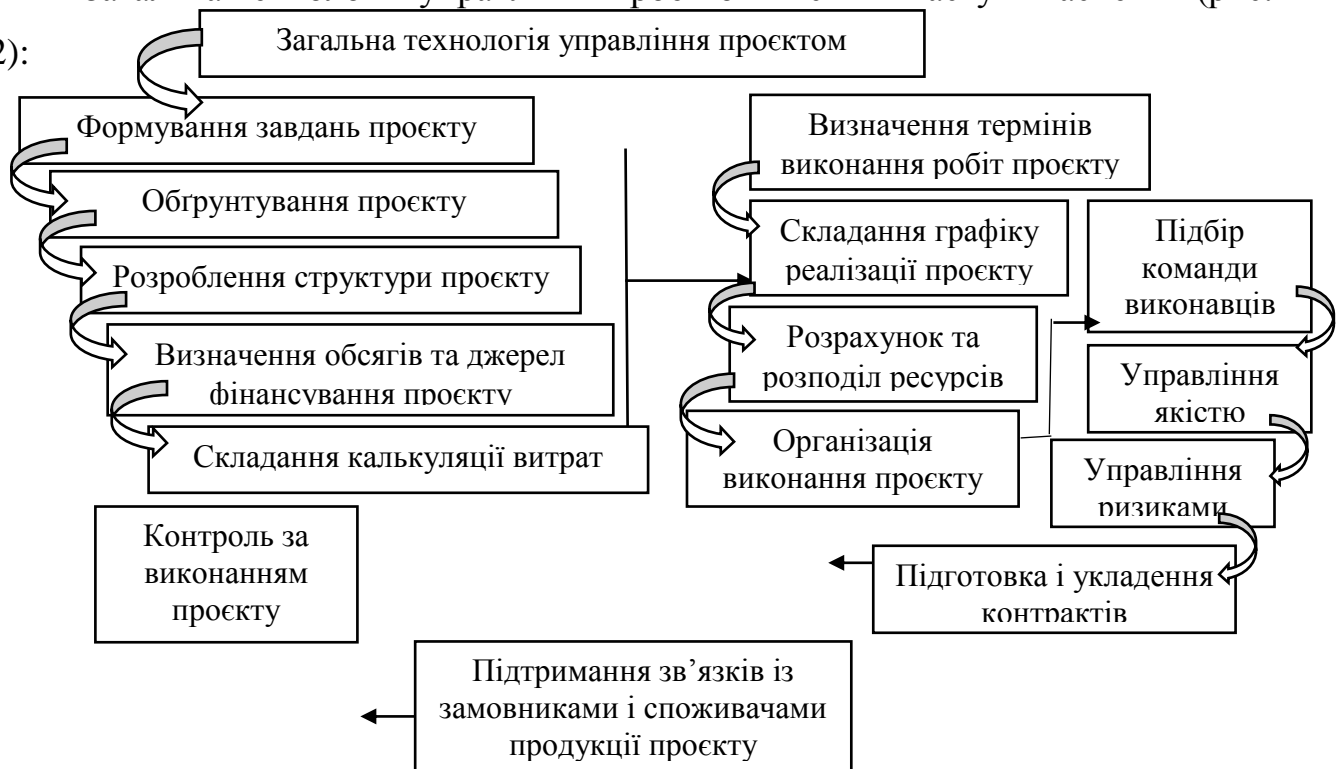 (рис.
2):
Загальна технологія управління проєктом
Формування завдань проєкту
Обґрунтування проєкту
Розроблення структури проєкту
Визначення обсягів та джерел
фінансування проєкту
Складання калькуляції витрат
Визначення термінів
виконання робіт проєкту
Складання графіку
реалізації проєкту
Розрахунок та
розподіл ресурсів
Організація
виконання проєкту
Підбір
команди
виконавців
Управління
якістю
Управління
ризиками
Підготовка і укладення
контрактів
Контроль за
виконанням
проєкту
Підтримання зв’язків із
замовниками і споживачами
продукції проєкту